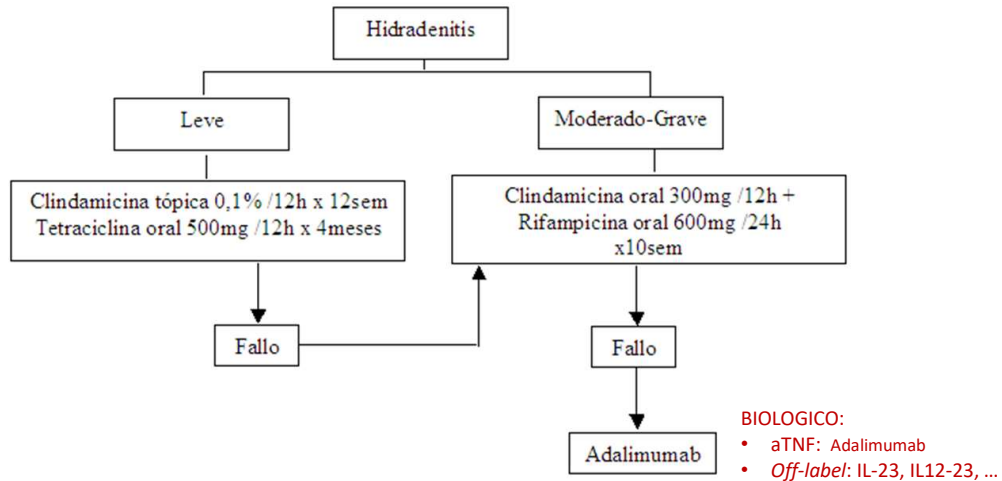 Hidradenitis
Leve
Moderado-Grave
Clindamicina tópica 0,1% /12h x 12sem
Tetraciclina oral 500mg /12h x 4meses
Clindamicina oral 300mg /12h +
Rifampicina oral 600mg /24h
x10sem
Fallo
Fallo
Adalimumab
BIOLOGICO:
• aTNF: Adalimumab
• Off-label: IL-23, IL12-23, ...